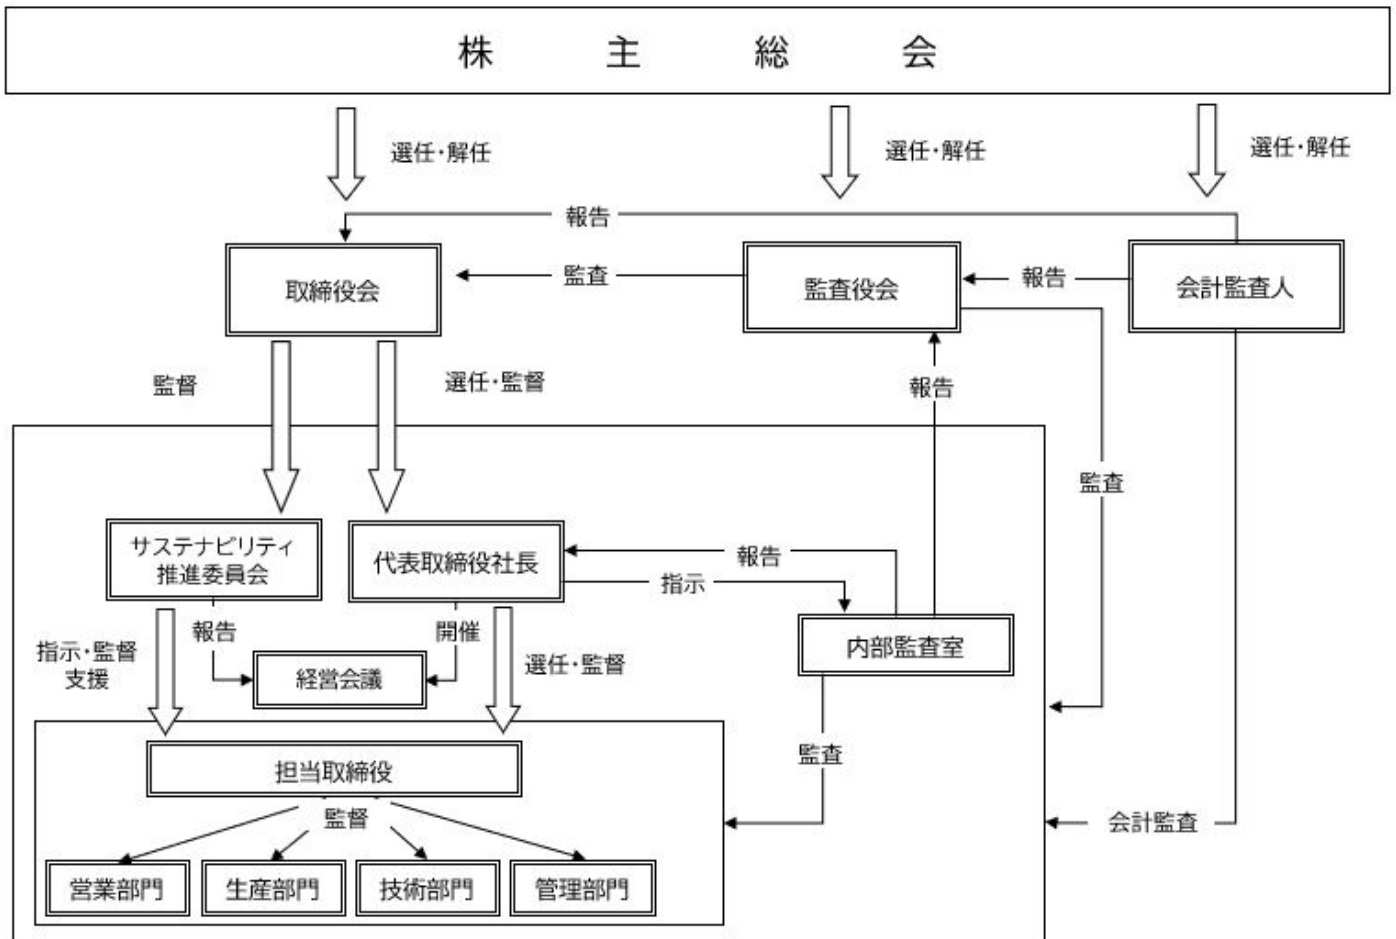 株主総会
選任・解任
選任・解任
選任・解任
報告
取締役会
監査
監査役会
報告
会計監査人
監督
選任・監督
報告
監査
サステナビリティ
推進委員会
代表取締役社長
報告
指示
指示・監督
支援
報告
開催
経営会議
選任・監督
内部監査室
監査
担当取締役
監督
会計監査
営業部門
生産部門
技術部門
管理部門